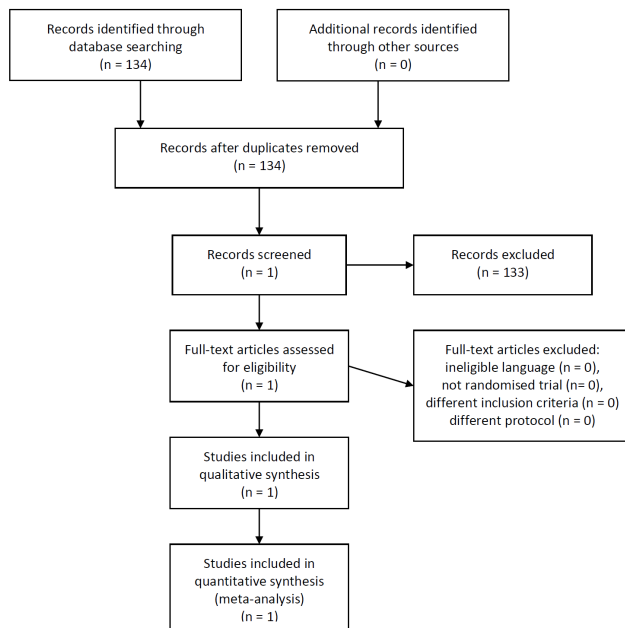 Records identified through
database searching
(n = 134)
Additional records identified
through other sources
(n = 0)
Records after duplicates removed
(n = 134)
Records screened
(n = 1)
Records excluded
(n = 133)
Full-text articles assessed
for eligibility
(n = 1)
Full-text articles excluded:
ineligible language (n = 0),
not randomised trial (n= 0),
different inclusion criteria (n = 0)
different protocol (n = 0)
Studies included in
qualitative synthesis
(n = 1)
Studies included in
quantitative synthesis
(meta-analysis)
(n = 1)